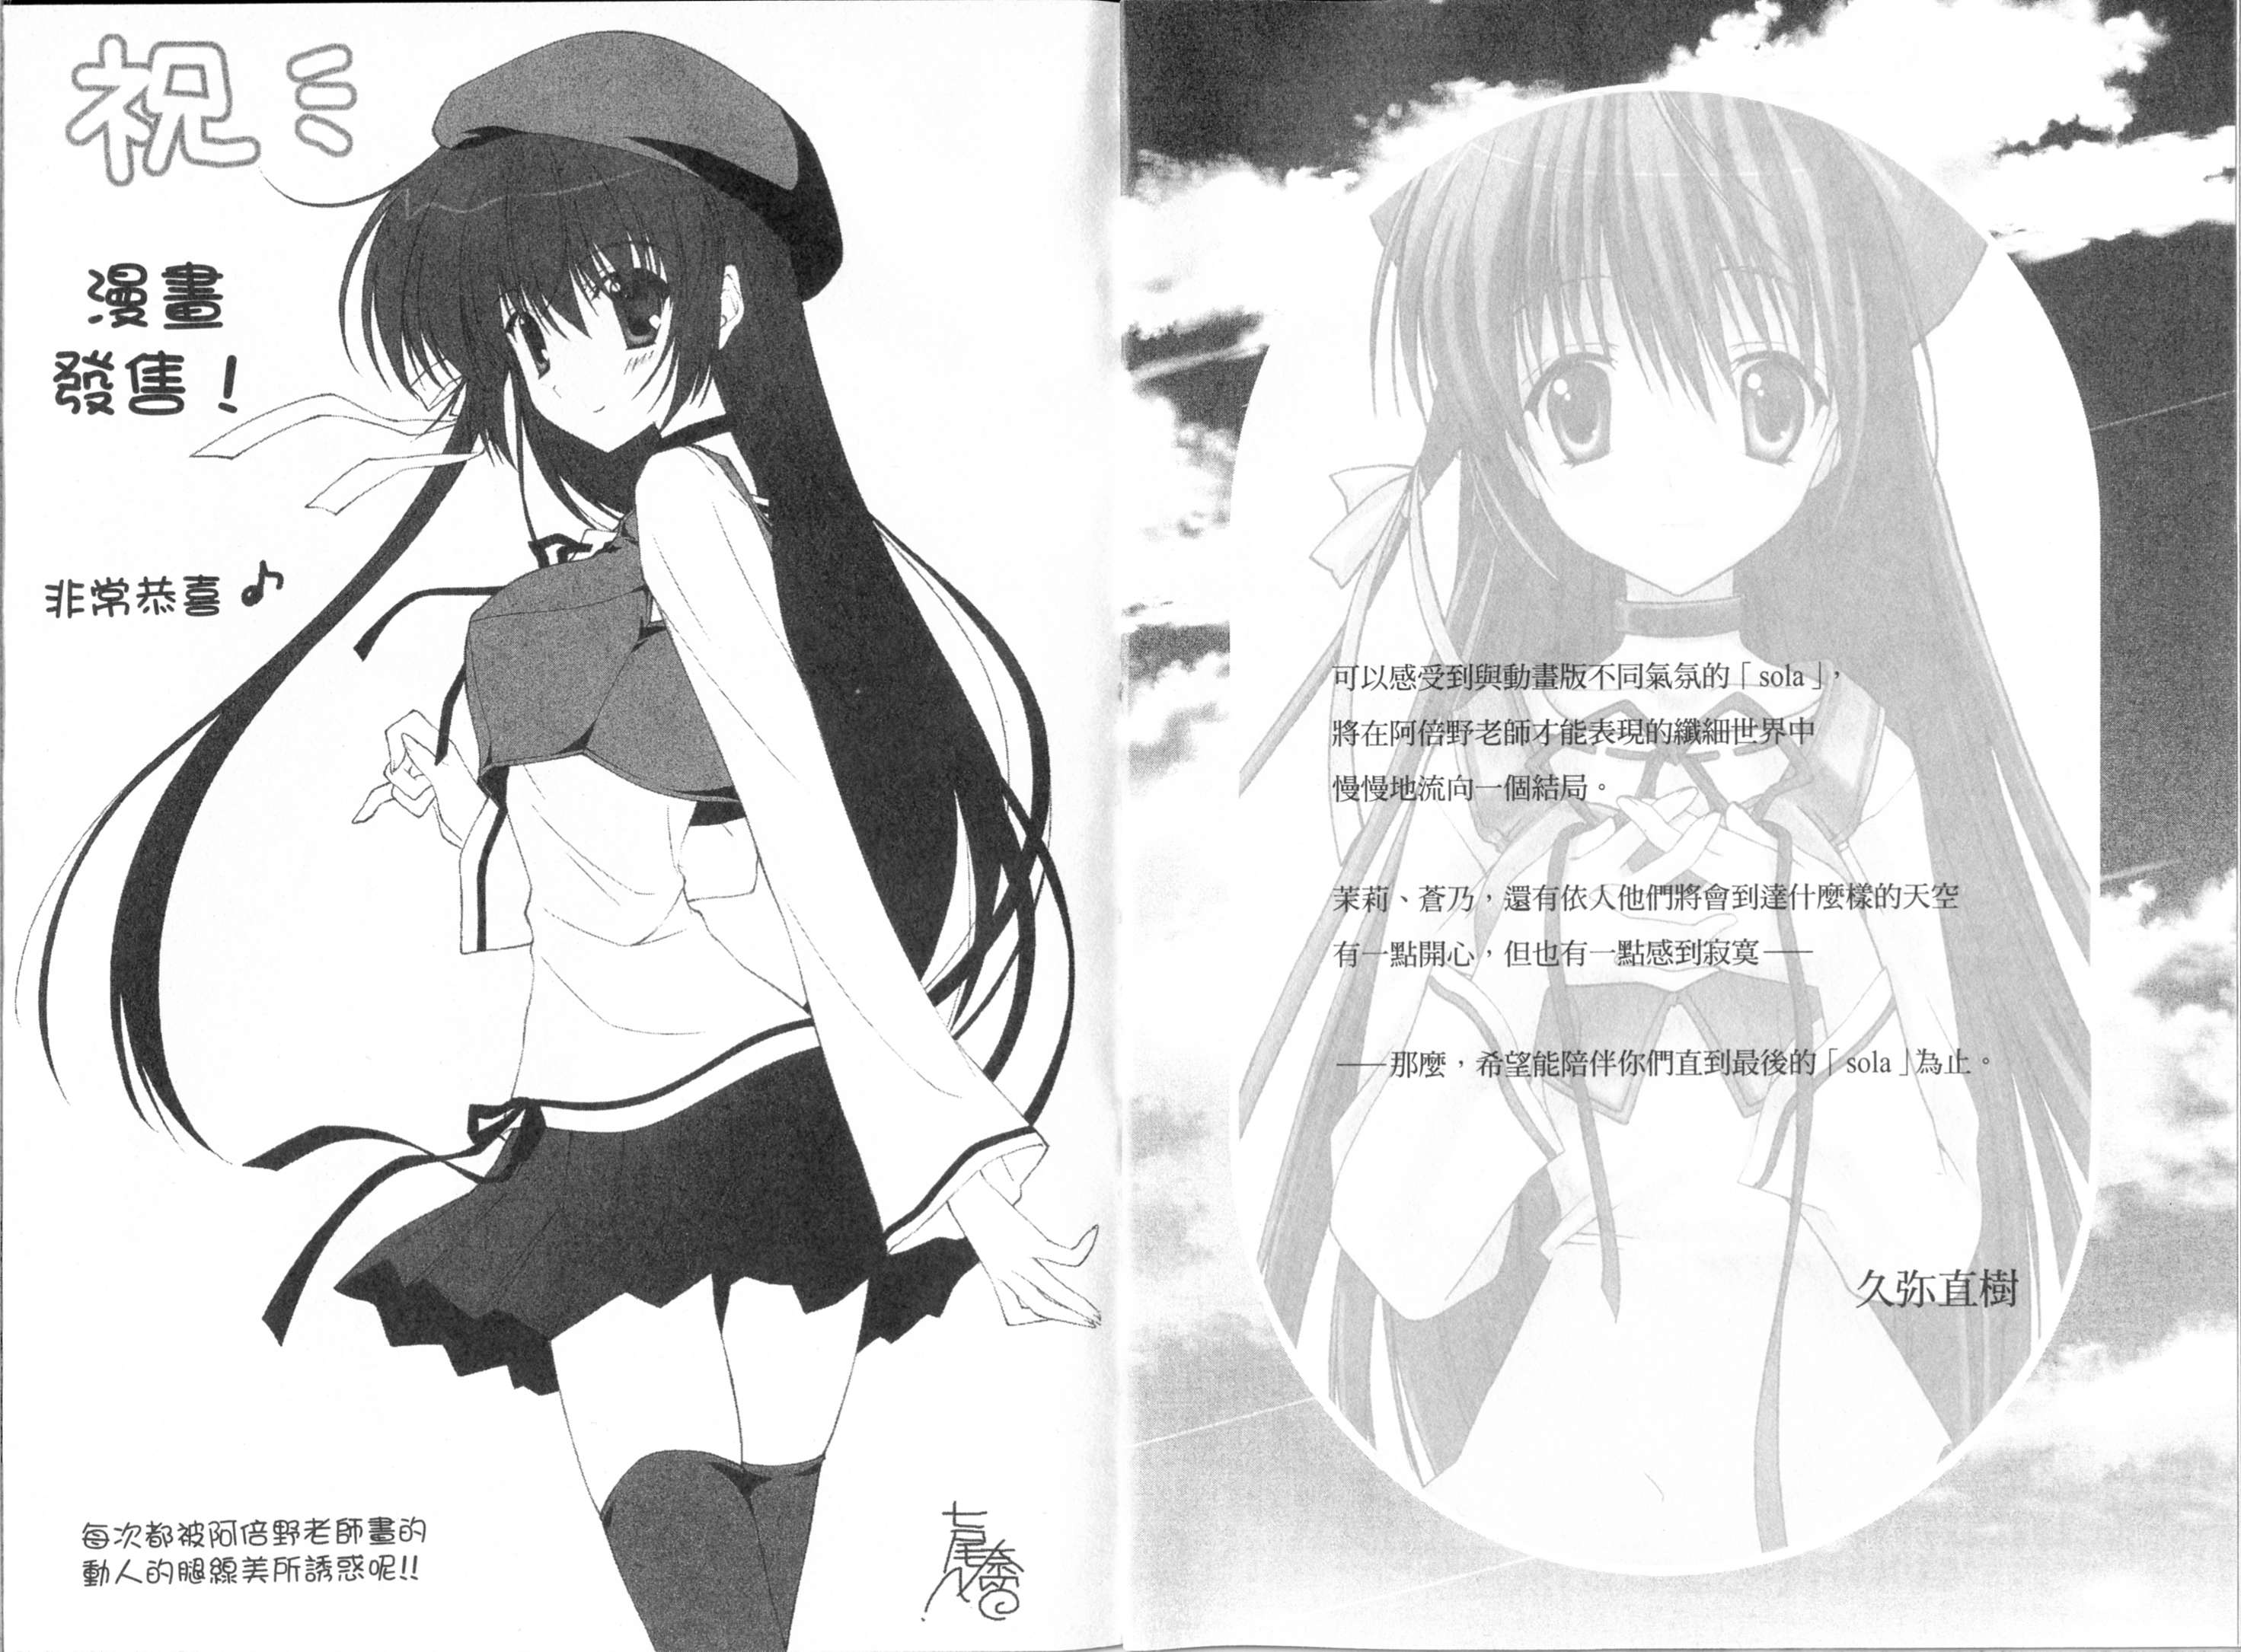 祝
漫畫
發售！
非常恭喜♪
每次都被阿倍野老師畫的
動人的腿線美所誘惑呢!!
七尾奈留
可以感受到與動畫版不同氣氛的「sola」，
將在阿倍野老師才能表現的纖細世界中
慢慢地流向一個結局。
茉莉、蒼乃，還有依人他們將會到達什麼樣的天空
有一點開心，但也有一點感到寂寞——
——那麼，希望能陪伴你們直到最後的「sola」為止。
久弥直樹